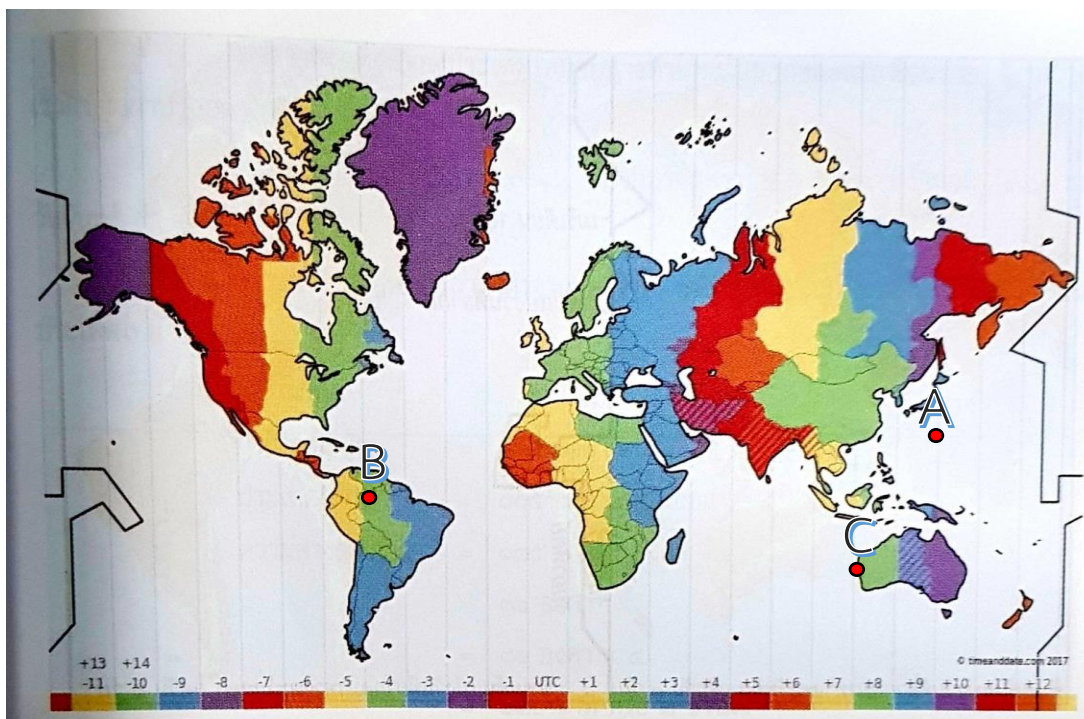 A
B
C
+13 +14
-11 -10 -9 -8 -7 -6 -5 -4 -3 -2 -1 UTC +1 +2 +3 +4 +5 +6 +7 +8 +9 +10 +11 +12
© timeanddate.com 2017